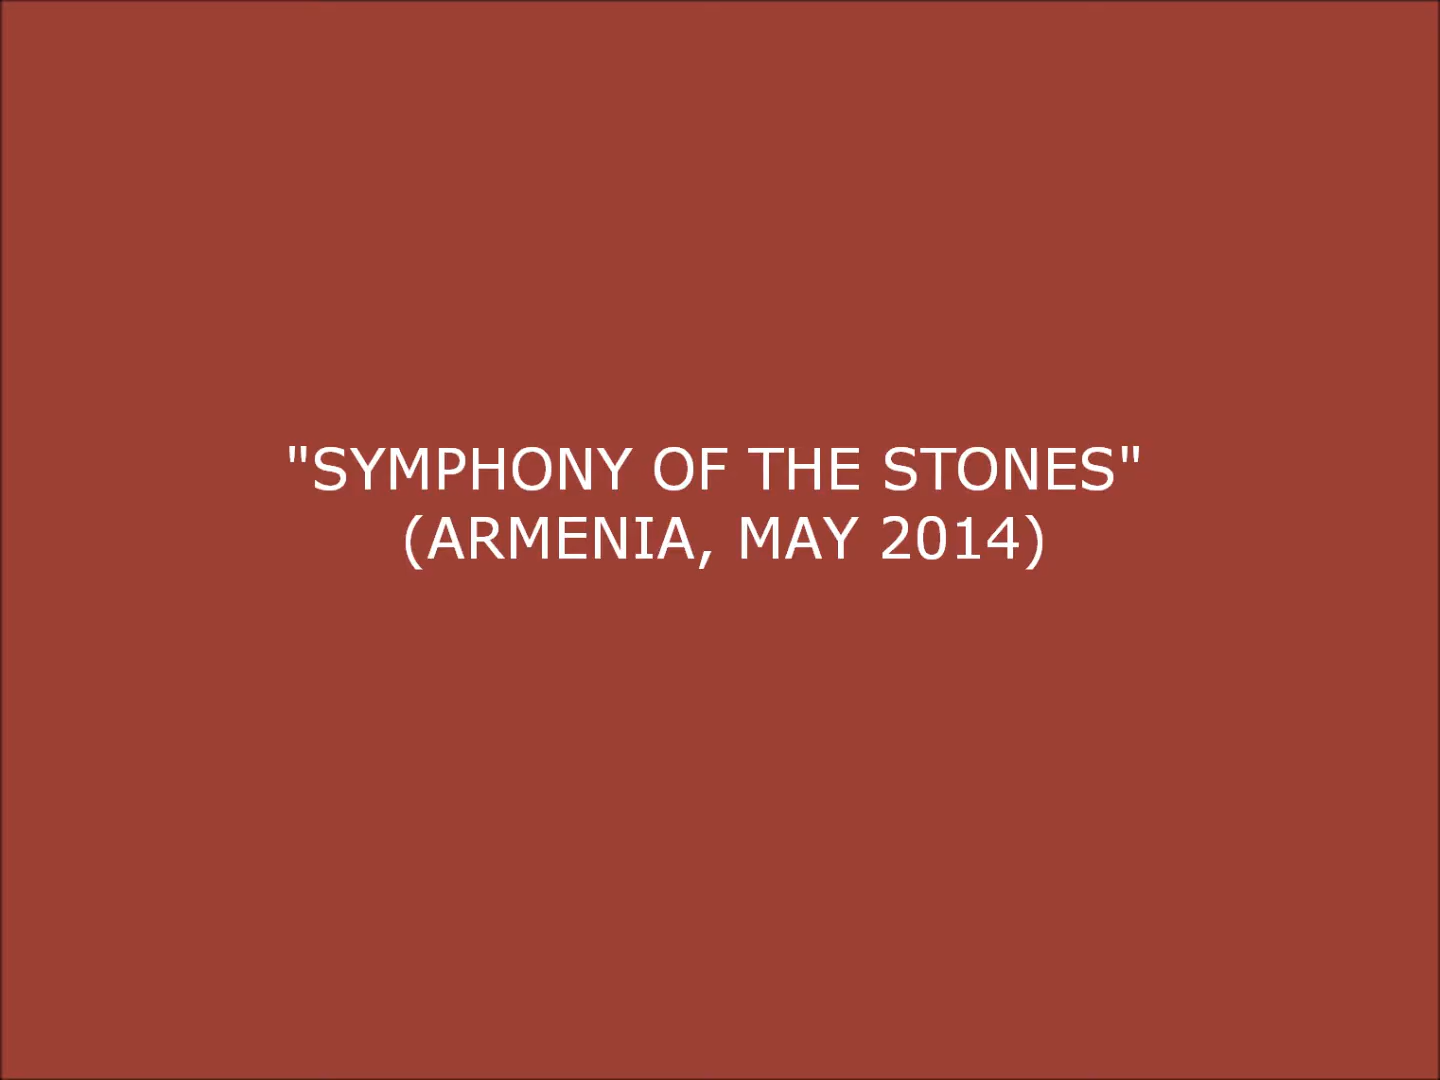 "SYMPHONY OF THE STONES"
(ARMENIA, MAY 2014)